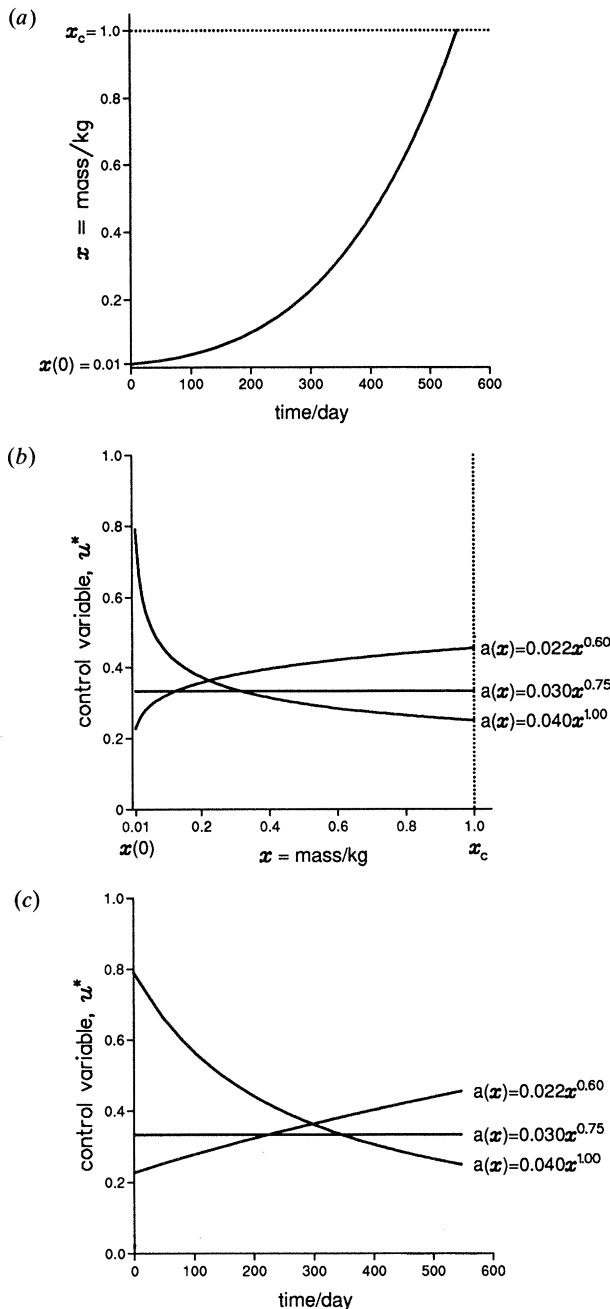 (a)
x_c = 1.0
0.8
0.6
0.4
0.2
x(0) = 0.01
x = mass/kg
0 100 200 300 400 500 600
time/day
(b)
1.0
0.8
0.6
0.4
0.2
0
control variable, u*
a(x)=0.022x^0.60
a(x)=0.030x^0.75
a(x)=0.040x^1.00
0.01 0.2 0.4 0.6 0.8 1.0
x(0) x = mass/kg x_c
(c)
1.0
0.8
0.6
0.4
0.2
0.0
control variable, u*
a(x)=0.022x^0.60
a(x)=0.030x^0.75
a(x)=0.040x^1.00
0 100 200 300 400 500 600
time/day